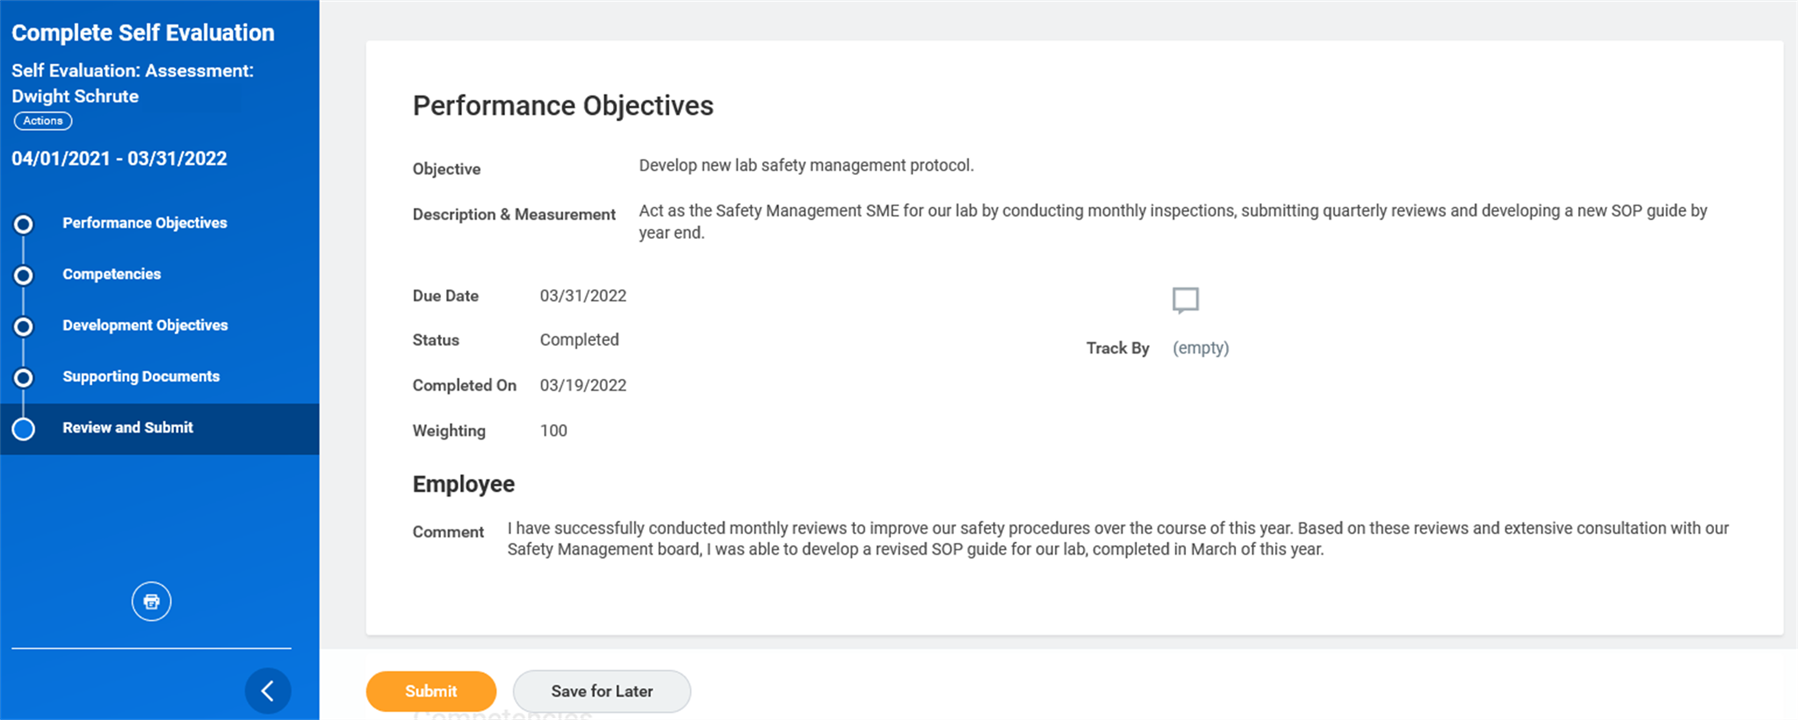 Complete Self Evaluation
Self Evaluation: Assessment:
Dwight Schrute
Actions
04/01/2021 - 03/31/2022
Performance Objectives
Competencies
Development Objectives
Supporting Documents
Review and Submit
Performance Objectives
Objective Develop new lab safety management protocol.
Description & Measurement Act as the Safety Management SME for our lab by conducting monthly inspections, submitting quarterly reviews and developing a new SOP guide by
year end.
Due Date 03/31/2022
Status Completed
Track By (empty)
Completed On 03/19/2022
Weighting 100
Employee
Comment I have successfully conducted monthly reviews to improve our safety procedures over the course of this year. Based on these reviews and extensive consultation with our
Safety Management board, I was able to develop a revised SOP guide for our lab, completed in March of this year.
Submit Save for Later
Competencies